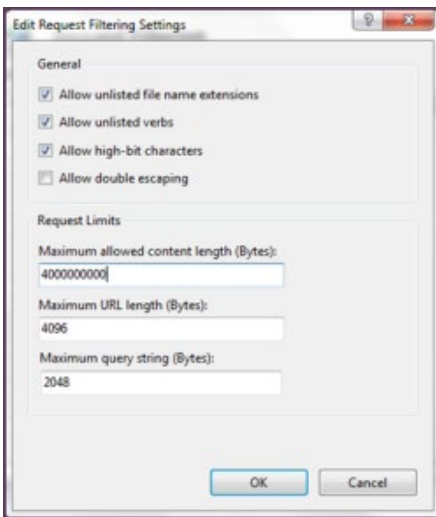 Edit Request Filtering Settings
General
Allow unlisted file name extensions
Allow unlisted verbs
Allow high-bit characters
Allow double escaping
Request Limits
Maximum allowed content length (Bytes):
4000000000
Maximum URL length (Bytes):
4096
Maximum query string (Bytes):
2048
OK
Cancel